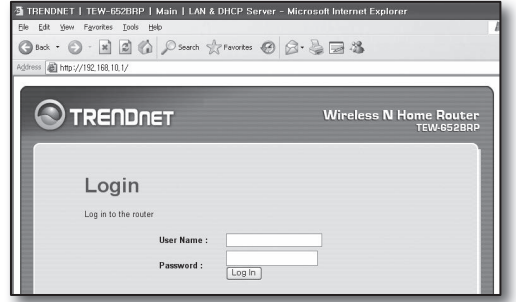 TRENDNET | TEW-652BRP | Main | LAN & DHCP Server - Microsoft Internet Explorer
File Edit View Favorites Tools Help
Back Search Favorites
Address http://192.168.10.1/
TRENDNET Wireless N Home Router
TEW-652BRP
Login
Log in to the router
User Name :
Password :
Log In